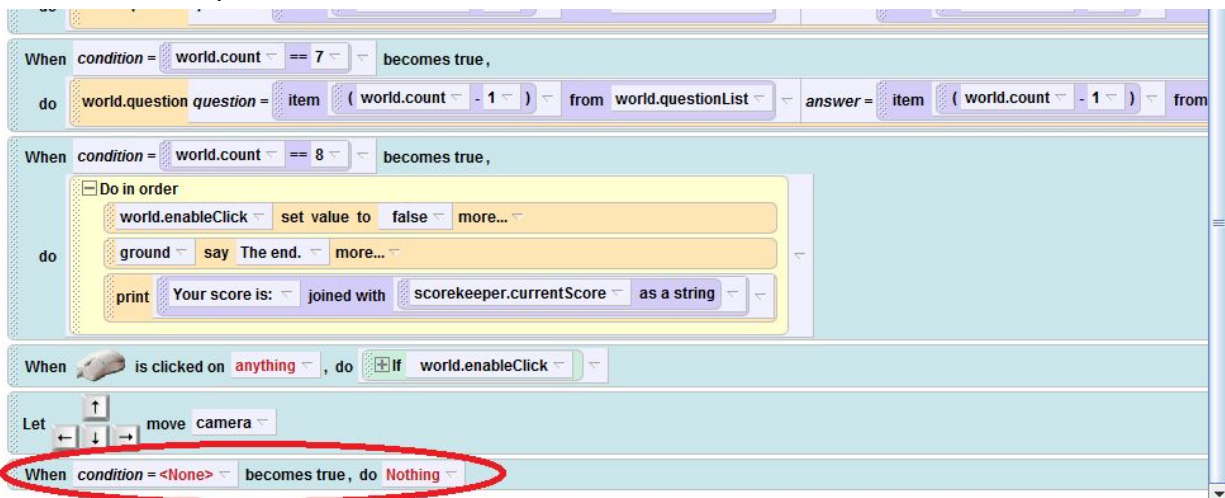 When condition = world.count == 7 becomes true,
do world.question question = item ( world.count - 1 ) from world.questionList answer = item ( world.count - 1 ) from
When condition = world.count == 8 becomes true,
Do in order
world.enableClick set value to false more...
do ground say The end. more...
print Your score is: joined with scorekeeper.currentScore as a string
When is clicked on anything , do If world.enableClick
Let ↑ ← ↓ → move camera
When condition = <None> becomes true, do Nothing